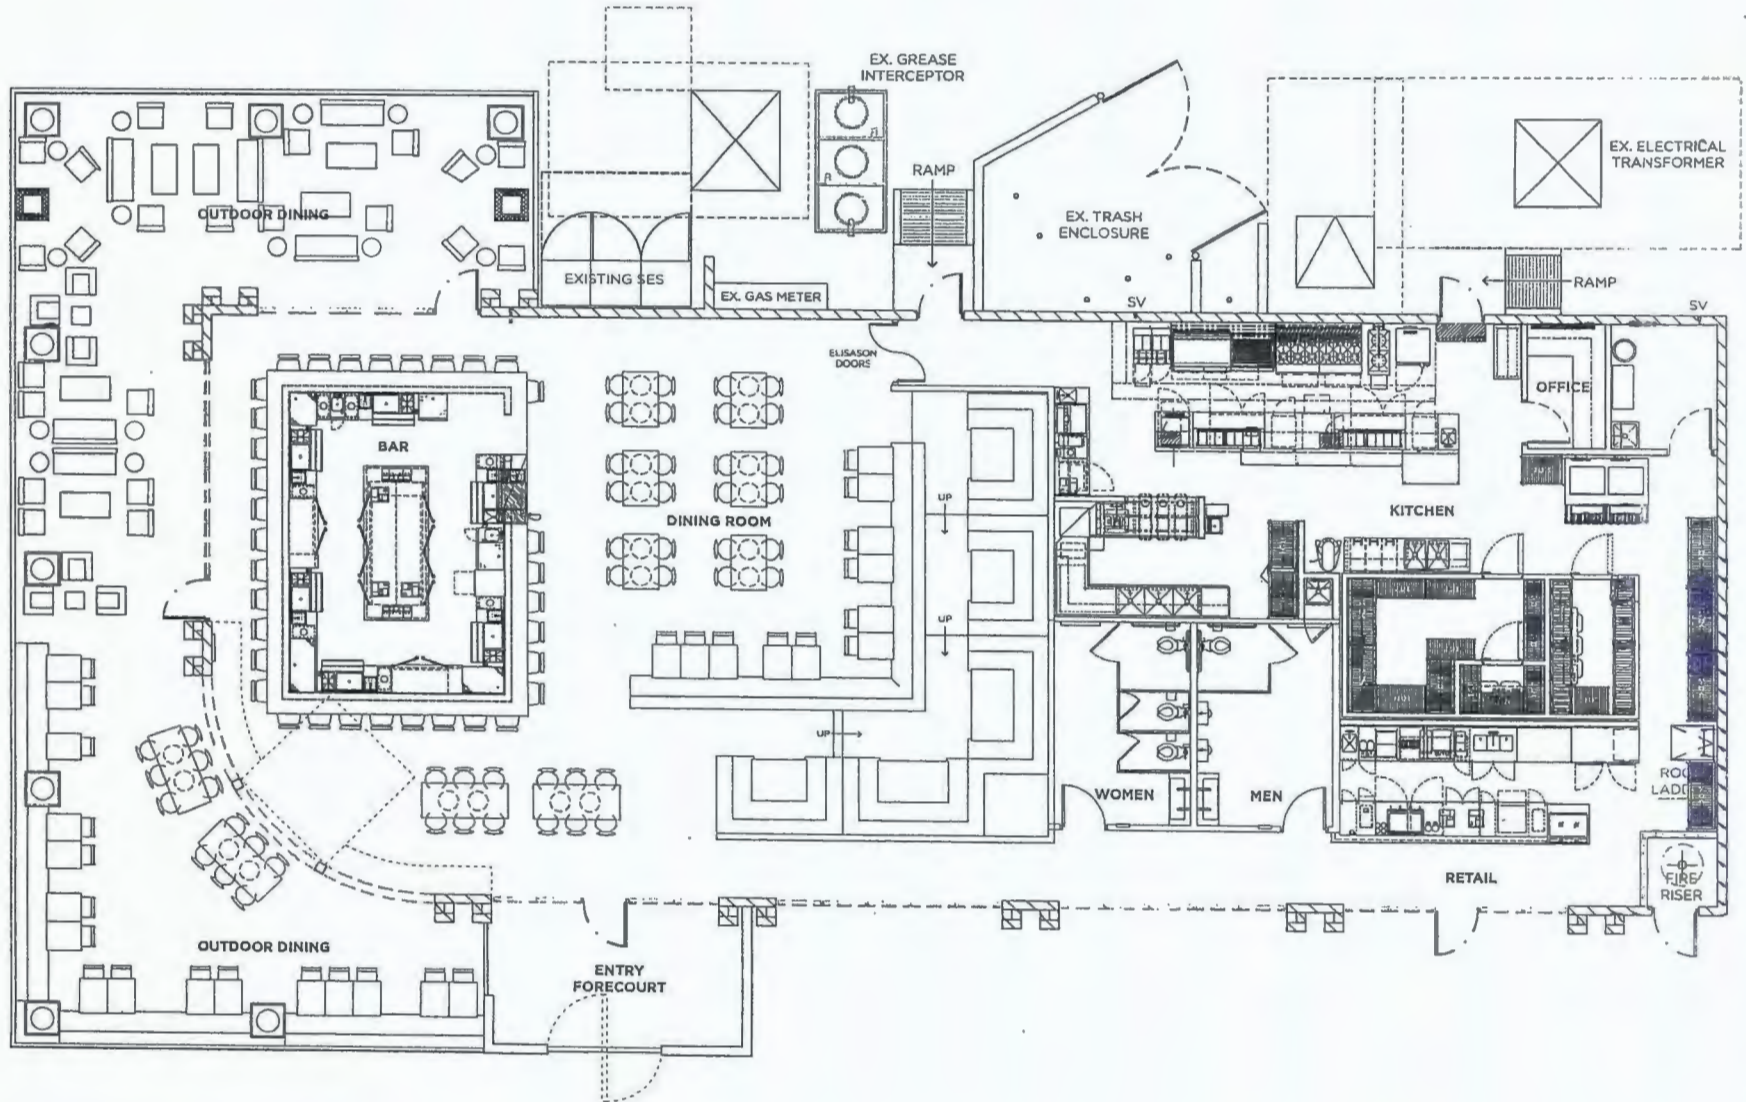 EX. GREASE
INTERCEPTOR
RAMP
EX. TRASH
ENCLOSURE
EX. ELECTRICAL
TRANSFORMER
OUTDOOR DINING
EXISTING SES
EX. GAS METER
RAMP
SV
SV
ELISASON
DOORS
OFFICE
BAR
UP
DINING ROOM
KITCHEN
UP
UP
WOMEN
MEN
LADD
RETAIL
FIRE
RISER
OUTDOOR DINING
ENTRY
FORECOURT